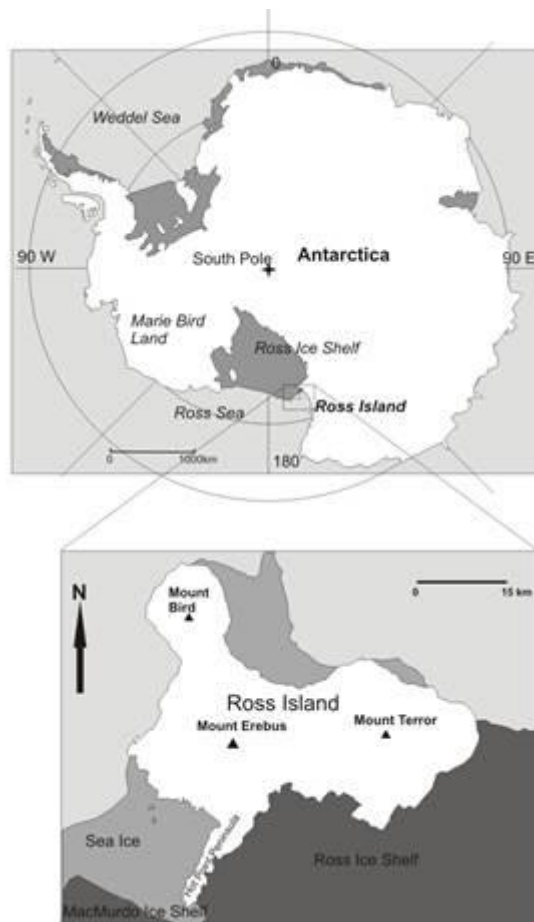 0
Weddel Sea
90 W
South Pole
Antarctica
90 E
Marie Bird
Land
Ross Ice Shelf
Ross Sea
Ross Island
0
1000km
180
N
Mount
Bird
0
15 km
Ross Island
Mount Erebus
Mount Terror
Sea Ice
Peninsula
Ross Ice Shelf
MacMurdo Ice Shelf